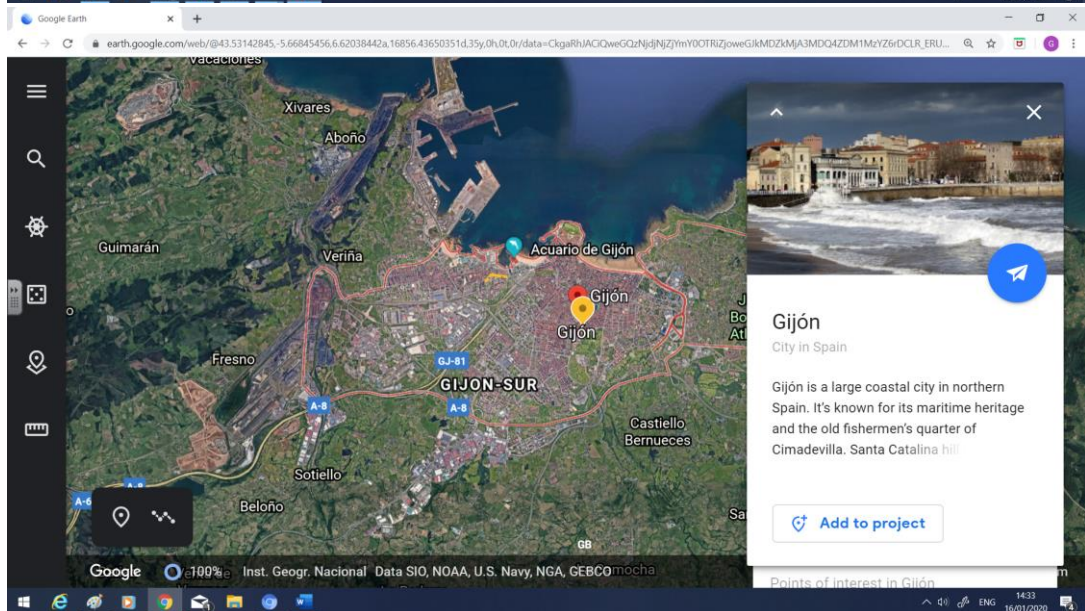 Google Earth
earth.google.com/web/@43.53142845,-5.66845456,6.62038442a,16856.43650351d,35y,0h,0t,0r/data=
Vacaciones
Xivares
Aboño
Guimarán
Veriña
Acuario de Gijón
Gijón
Gijón
Fresno
GJ-81
GIJON-SUR
A-8
A-8
Castiello
Bernueces
Sotiello
Beloño
GB
Google
100%
Inst. Geogr. Nacional Data SIO, NOAA, U.S. Navy, NGA, GEBCO
Gijón
City in Spain
Gijón is a large coastal city in northern
Spain. It's known for its maritime heritage
and the old fishermen's quarter of
Cimadevilla. Santa Catalina hill
Add to project
Points of interest in Gijón
ENG
14:33
16/01/2020